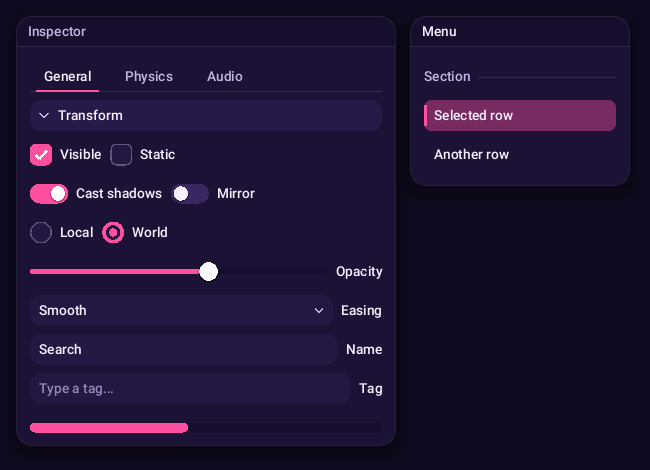 Inspector
General Physics Audio
Transform
Visible Static
Cast shadows Mirror
Local World
Opacity
Smooth Easing
Search Name
Type a tag... Tag
Menu
Section
Selected row
Another row